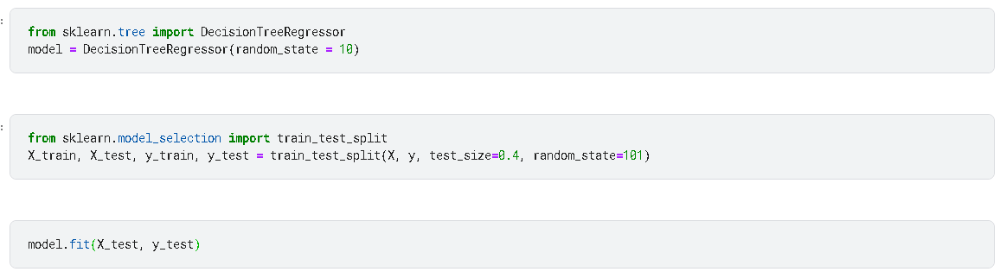 from sklearn.tree import DecisionTreeRegressor
model = DecisionTreeRegressor(random_state = 10)
from sklearn.model_selection import train_test_split
X_train, X_test, y_train, y_test = train_test_split(X, y, test_size=0.4, random_state=101)
model.fit(X_test, y_test)